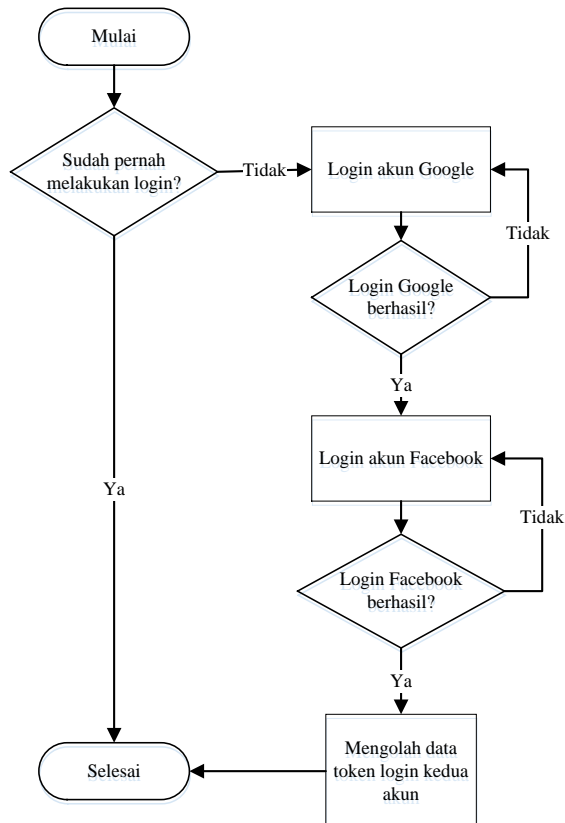 Mulai
Sudah pernah
melakukan login?
Tidak
Login akun Google
Tidak
Login Google
berhasil?
Ya
Login akun Facebook
Ya
Tidak
Login Facebook
berhasil?
Ya
Mengolah data
token login kedua
akun
Selesai